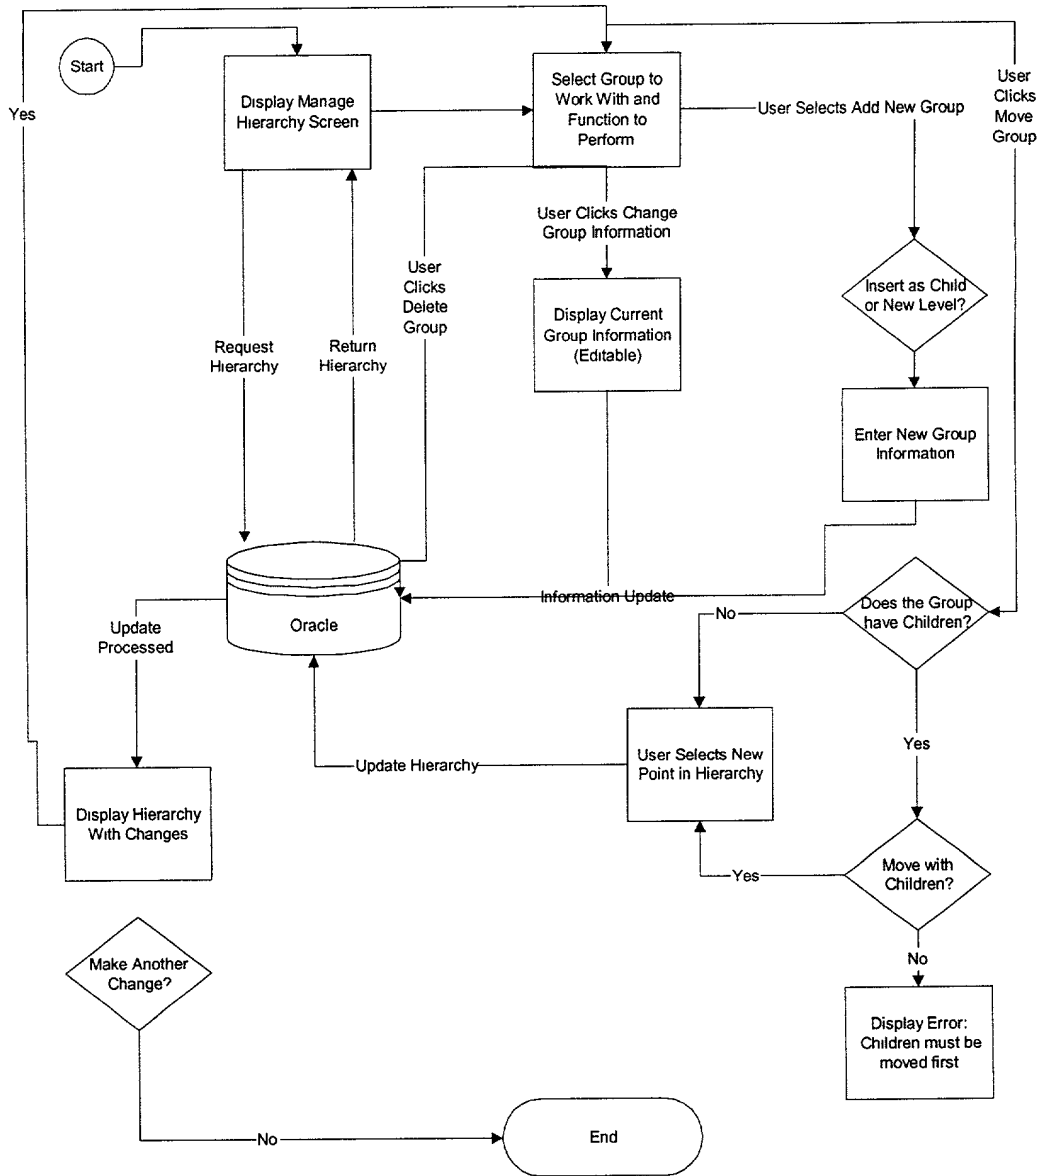 Start
Yes
Display Manage
Hierarchy Screen
Select Group to
Work With and
Function to
Perform
User Selects Add New Group
User
Clicks
Move
Group
User Clicks Change
Group Information
User
Clicks
Delete
Group
Insert as Child
or New Level?
Display Current
Group Information
(Editable)
Request
Hierarchy
Return
Hierarchy
Enter New Group
Information
Information Update
Does the Group
have Children?
No
Oracle
Update
Processed
Yes
User Selects New
Point in Hierarchy
Update Hierarchy
Display Hierarchy
With Changes
Move with
Children?
Yes
No
Make Another
Change?
Display Error:
Children must be
moved first
No
End